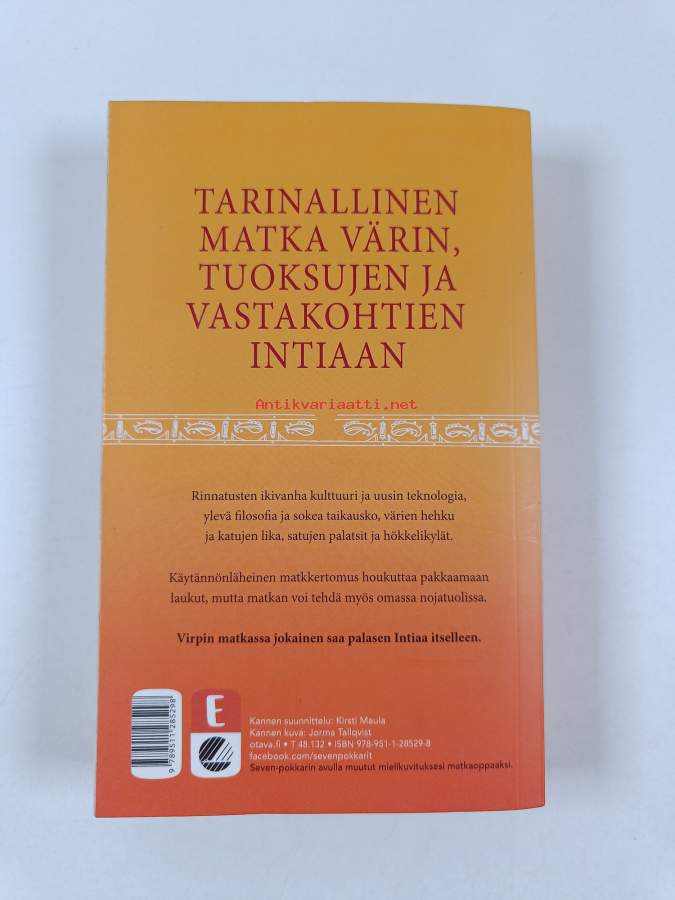 TARINALLINEN
MATKA VÄRIN,
TUOKSUJEN JA
VASTAKOHTIEN
INTIAAN
Antikvariaatti.net
Rinnatusten ikivanha kulttuuri ja uusin teknologia,
ylevä filosofia ja sokea taikausko, värien hehku
ja katujen lika, satujen palatsit ja hökkelikylät.
Käytännönläheinen matkkertomus houkuttaa pakkaamaan
laukut, mutta matkan voi tehdä myös omassa nojatuolissa.
Virpin matkassa jokainen saa palasen Intiaa itselleen.
9 789511 285298
E
Kannen suunnittelu: Kirsti Maula
Kannen kuva: Jorma Tallqvist
otava.fi • T 48.132 • ISBN 978-951-1-28529-8
facebook.com/sevenpokkarit
Seven-pokkarin avulla muutut mielikuvituksesi matkaoppaaksi.